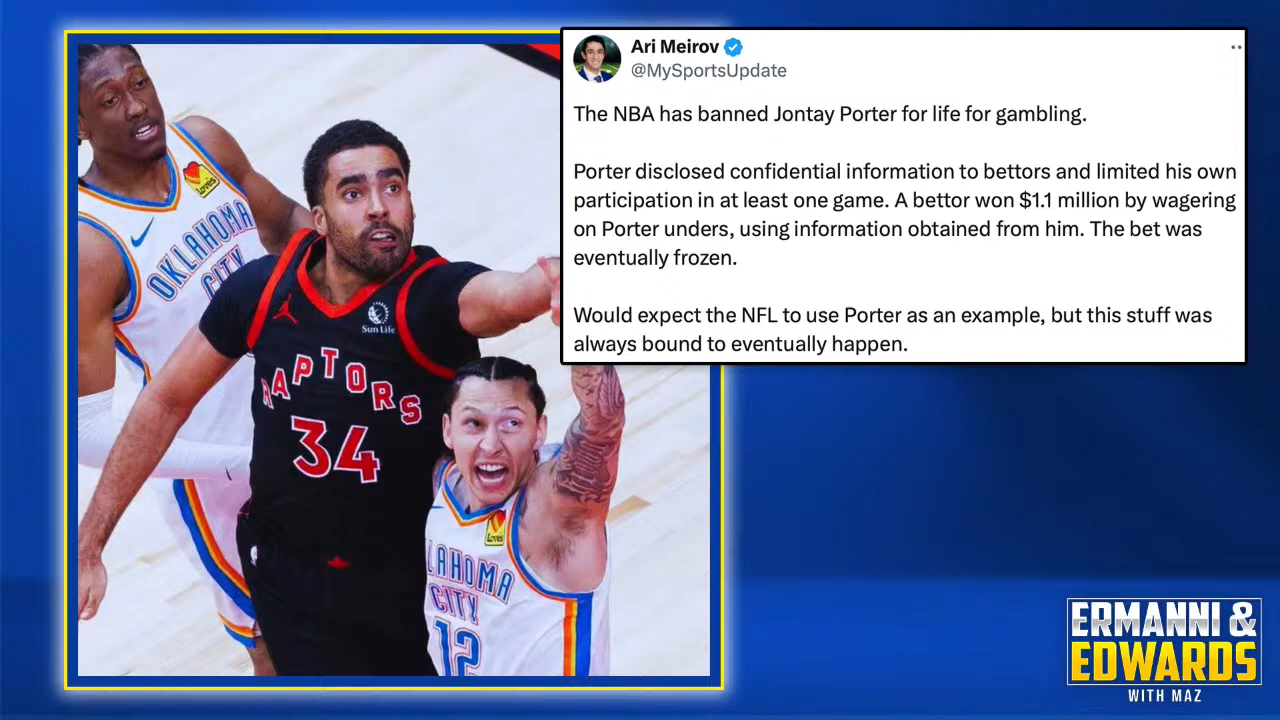 Ari Meirov
@MySportsUpdate
The NBA has banned Jontay Porter for life for gambling.
Porter disclosed confidential information to bettors and limited his own
participation in at least one game. A bettor won $1.1 million by wagering
on Porter unders, using information obtained from him. The bet was
eventually frozen.
Would expect the NFL to use Porter as an example, but this stuff was
always bound to eventually happen.
Loves
OKLAHOMA
CITY
Sun Life
RAPTORS
34
Loves
LAHOMA
CITY
12
ERMANNI &
EDWARDS
WITH MAZ